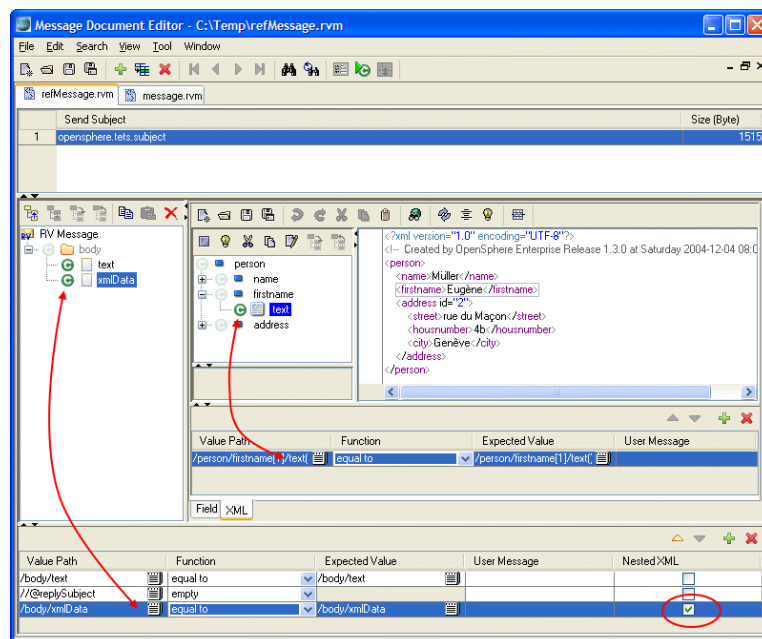 Message Document Editor - C:\Temp\refMessage.rvm
File Edit Search View Tool Window
refMessage.rvm message.rvm
Send Subject Size (Byte)
1 opensphere.tets.subject 1515
RV Message
body
text
xmlData
person
name
firstname
text
address
<?xml version="1.0" encoding="UTF-8"?>
<!-- Created by OpenSphere Enterprise Release 1.3.0 at Saturday 2004-12-04 08:0
<person>
<name>Müller</name>
<firstname>Eugène</firstname>
<address id="2">
<street>rue du Maçon</street>
<housnumber>4b</housnumber>
<city>Genêve</city>
</address>
</person>
Value Path Function Expected Value User Message
/person/firstname[1]/text( equal to /person/firstname[1]/text(
Field XML
Value Path Function Expected Value User Message Nested XML
/body/text equal to /body/text
//@replySubject empty
/body/xmlData equal to /body/xmlData